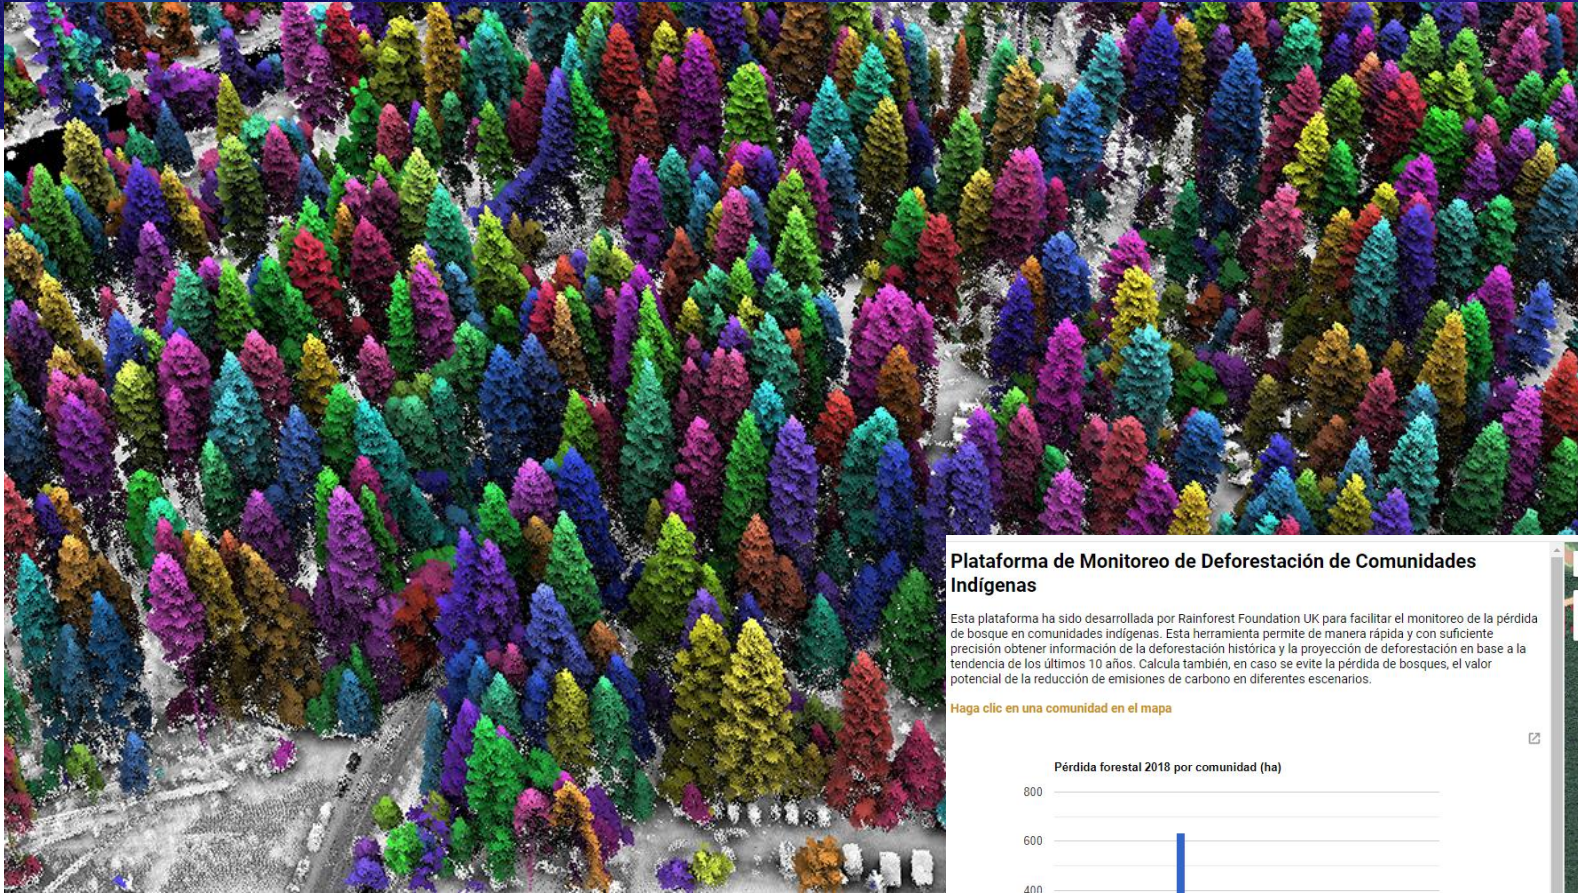 Plataforma de Monitoreo de Deforestación de Comunidades
Indígenas
Esta plataforma ha sido desarrollada por Rainforest Foundation UK para facilitar el monitoreo de la pérdida
de bosque en comunidades indígenas. Esta herramienta permite de manera rápida y con suficiente
precisión obtener información de la deforestación histórica y la proyección de deforestación en base a la
tendencia de los últimos 10 años. Calcula también, en caso se evite la pérdida de bosques, el valor
potencial de la reducción de emisiones de carbono en diferentes escenarios.
Haga clic en una comunidad en el mapa
Pérdida forestal 2018 por comunidad (ha)
800
600
400